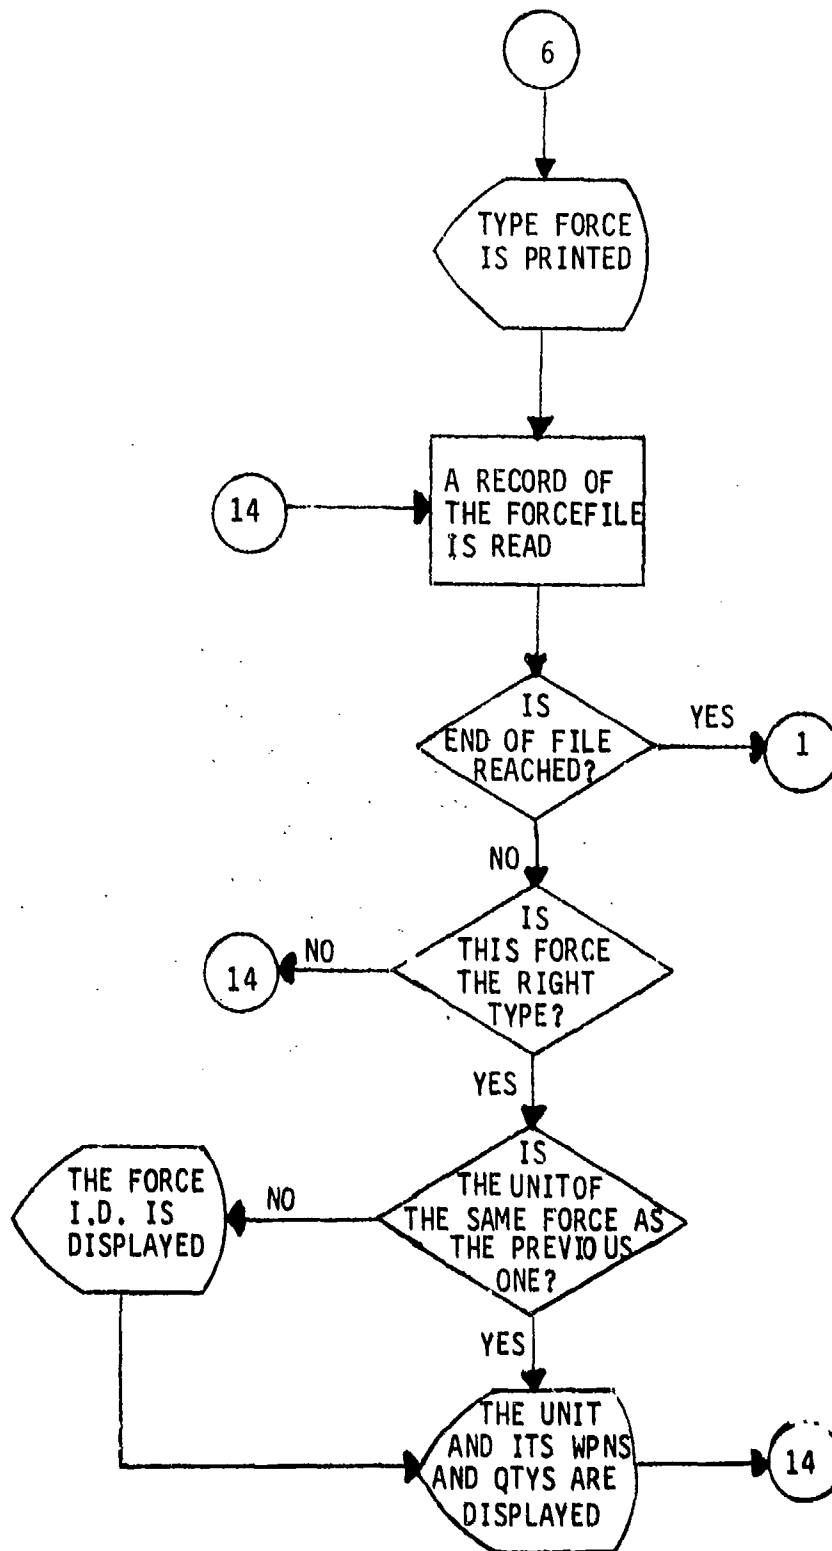 6
TYPE FORCE
IS PRINTED
14
A RECORD OF
THE FORCEFILE
IS READ
IS
END OF FILE
REACHED?
YES
1
NO
IS
THIS FORCE
THE RIGHT
TYPE?
NO
14
YES
IS
THE UNIT OF
THE SAME FORCE AS
THE PREVIOUS
ONE?
NO
THE FORCE
I.D. IS
DISPLAYED
YES
THE UNIT
AND ITS WPNS
AND QTYS ARE
DISPLAYED
14